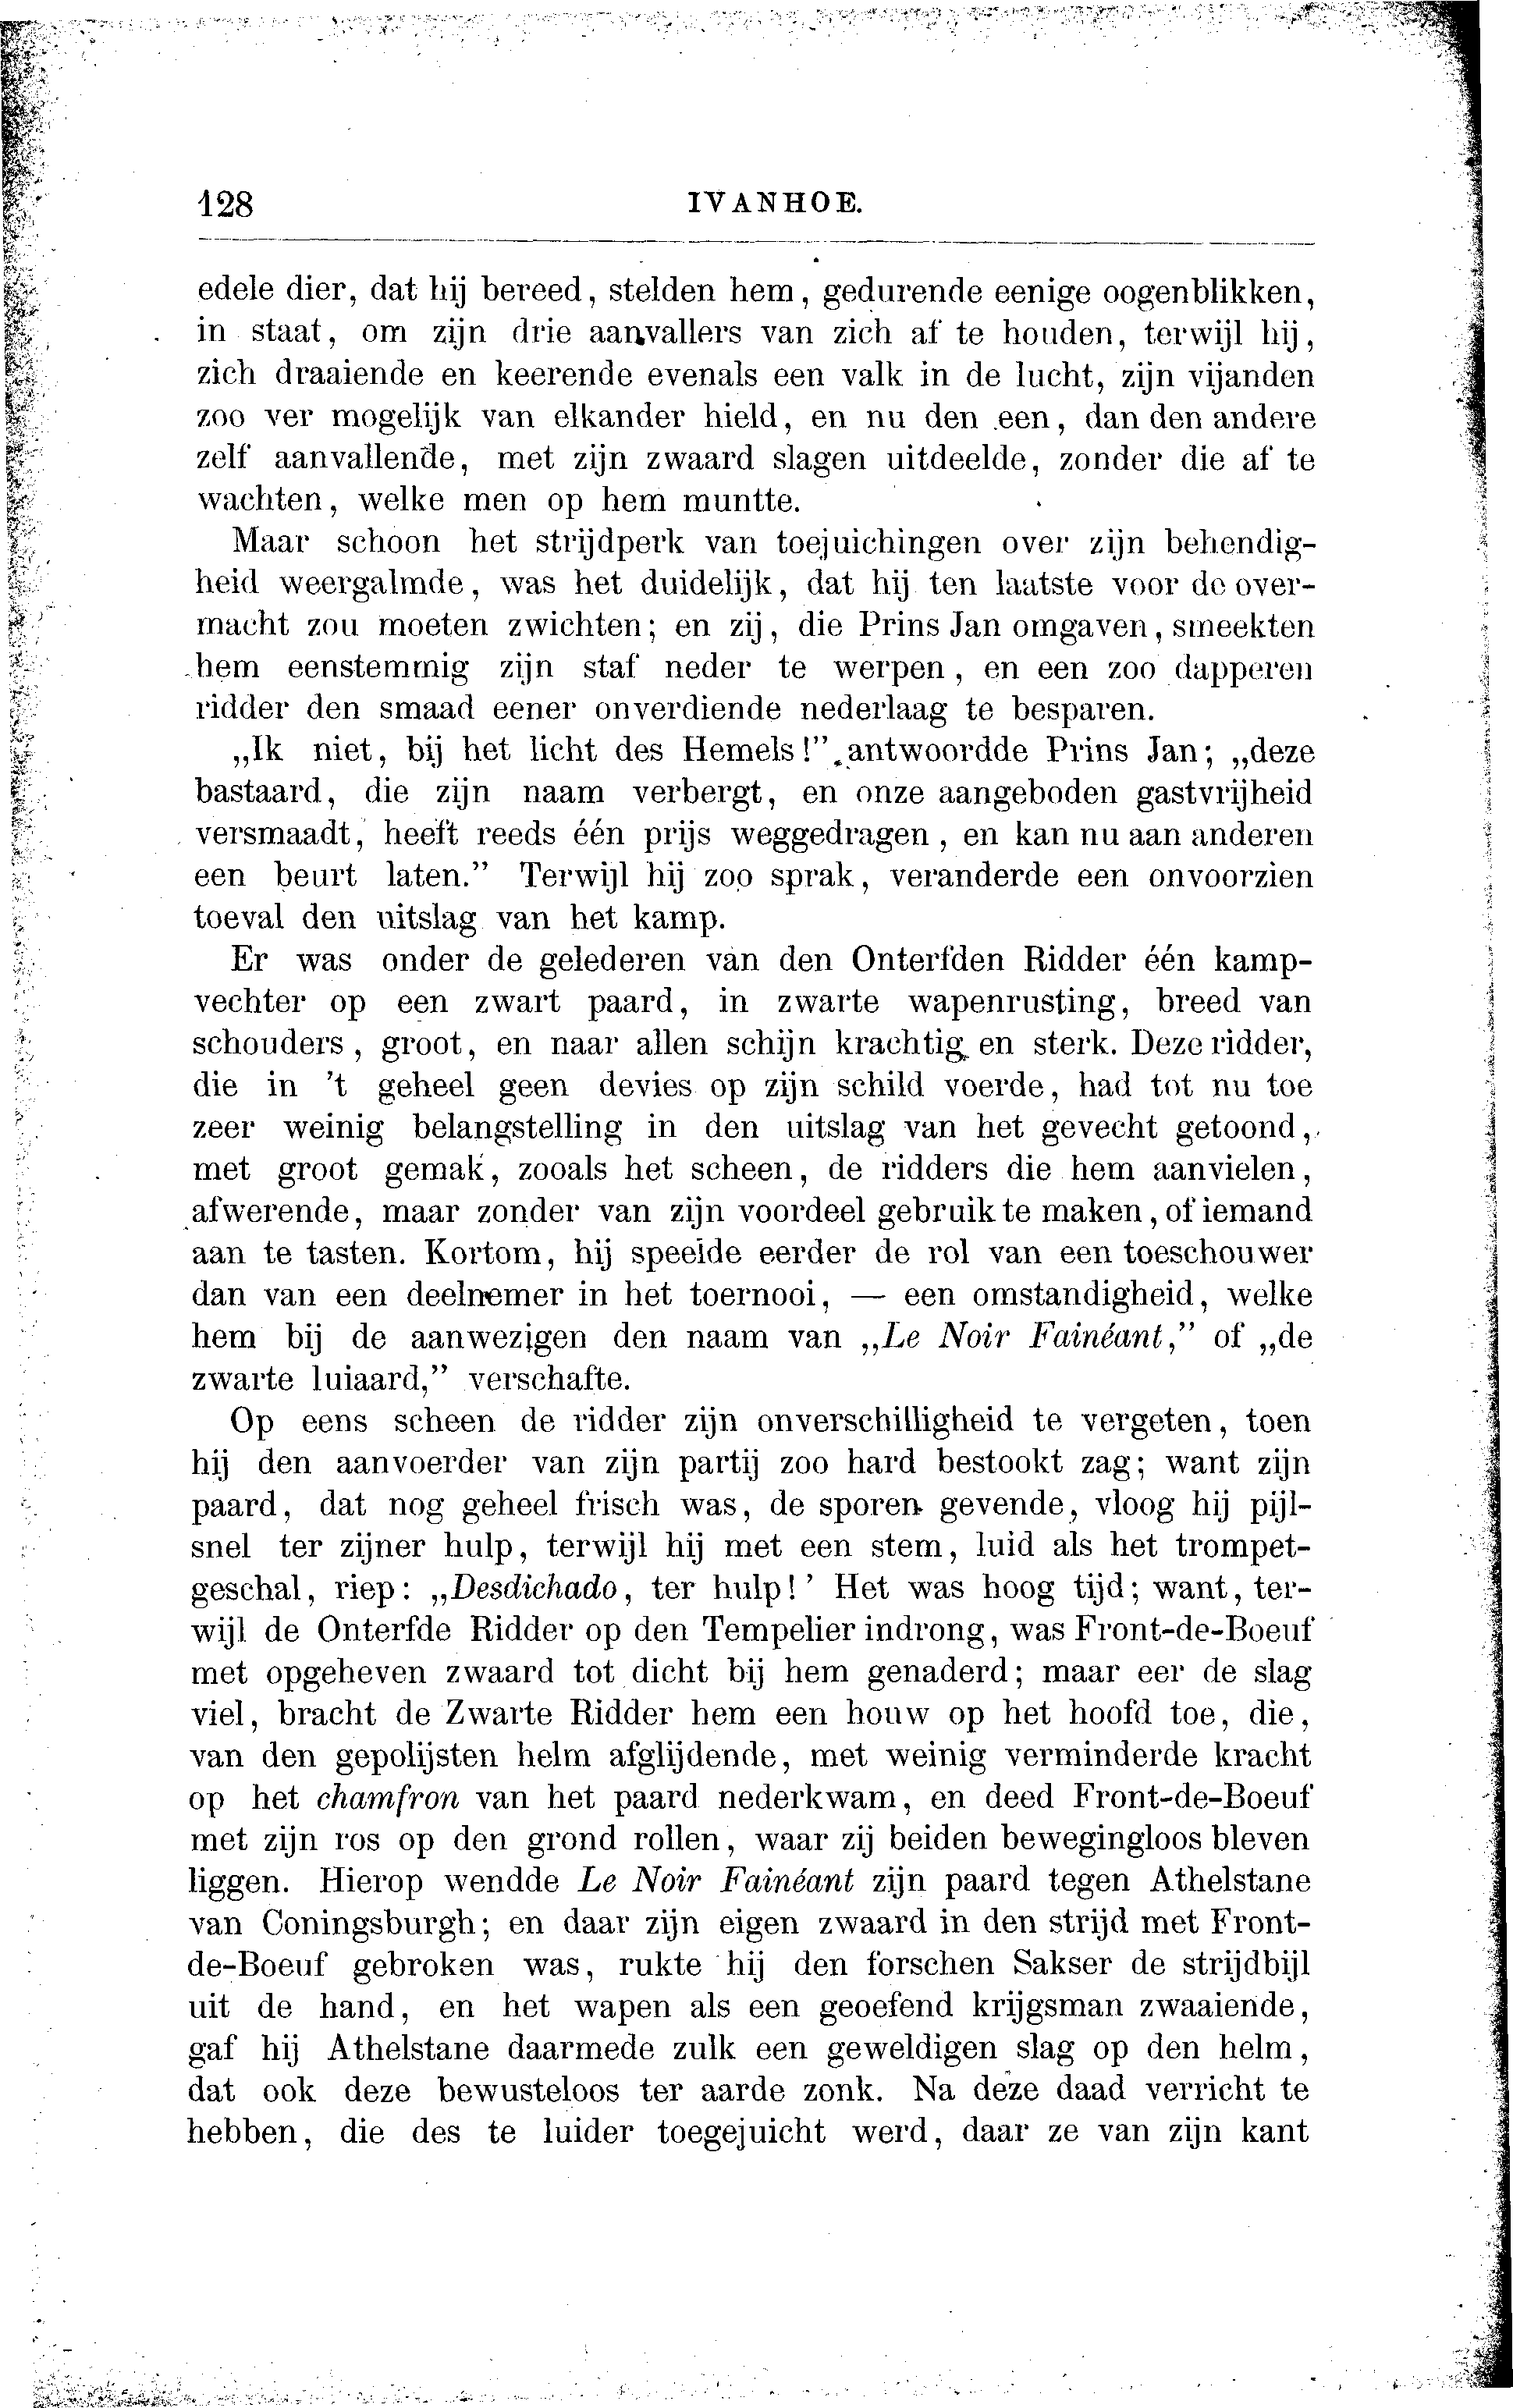 128 IVANHOE.
edele dier, dat hij bereed, stelden hem, gedurende eenige oogenblikken,
in staat, om zijn drie aanvallers van zich af te houden, terwijl hij,
zich draaiende en keerende evenals een valk in de lucht, zijn vijanden
zoo ver mogelijk van elkander hield, en nu den een, dan den andere
zelf aanvallende, met zijn zwaard slagen uitdeelde, zonder die af te
wachten, welke men op hem muntte.
Maar schoon het strijdperk van toejuichingen over zijn behendig-
heid weergalmde, was het duidelijk, dat hij ten laatste voor de over-
macht zou moeten zwichten; en zij, die Prins Jan omgaven, smeekten
hem eenstemmig zijn staf neder te werpen, en een zoo dapperen
ridder den smaad eener onverdiende nederlaag te besparen.
„Ik niet, bij het licht des Hemels!” antwoordde Prins Jan; „deze
bastaard, die zijn naam verbergt, en onze aangeboden gastvrijheid
versmaadt, heeft reeds één prijs weggedragen, en kan nu aan anderen
een beurt laten.” Terwijl hij zoo sprak, veranderde een onvoorzien
toeval den uitslag van het kamp.
Er was onder de gelederen van den Onterfden Ridder één kamp-
vechter op een zwart paard, in zwarte wapenrusting, breed van
schouders, groot, en naar allen schijn krachtig en sterk. Deze ridder,
die in 't geheel geen devies op zijn schild voerde, had tot nu toe
zeer weinig belangstelling in den uitslag van het gevecht getoond,
met groot gemak, zooals het scheen, de ridders die hem aanvielen,
afwerende, maar zonder van zijn voordeel gebruik te maken, of iemand
aan te tasten. Kortom, hij speelde eerder de rol van een toeschouwer
dan van een deelnemer in het toernooi, — een omstandigheid, welke
hem bij de aanwezigen den naam van „Le Noir Fainéant,” of „de
zwarte luiaard,” verschafte.
Op eens scheen de ridder zijn onverschilligheid te vergeten, toen
hij den aanvoerder van zijn partij zoo hard bestookt zag; want zijn
paard, dat nog geheel frisch was, de sporen gevende, vloog hij pijl-
snel ter zijner hulp, terwijl hij met een stem, luid als het trompet-
geschal, riep: „Desdichado, ter hulp!’ Het was hoog tijd; want, ter-
wijl de Onterfde Ridder op den Tempelier indrong, was Front-de-Boeuf
met opgeheven zwaard tot dicht bij hem genaderd; maar eer de slag
viel, bracht de Zwarte Ridder hem een houw op het hoofd toe, die,
van den gepolijsten helm afglijdende, met weinig verminderde kracht
op het chamfron van het paard nederkwam, en deed Front-de-Boeuf
met zijn ros op den grond rollen, waar zij beiden bewegingloos bleven
liggen. Hierop wendde Le Noir Fainéant zijn paard tegen Athelstane
van Coningsburgh; en daar zijn eigen zwaard in den strijd met Front-
de-Boeuf gebroken was, rukte hij den forschen Sakser de strijdbijl
uit de hand, en het wapen als een geoefend krijgsman zwaaiende,
gaf hij Athelstane daarmede zulk een geweldigen slag op den helm,
dat ook deze bewusteloos ter aarde zonk. Na deze daad verricht te
hebben, die des te luider toegejuicht werd, daar ze van zijn kant